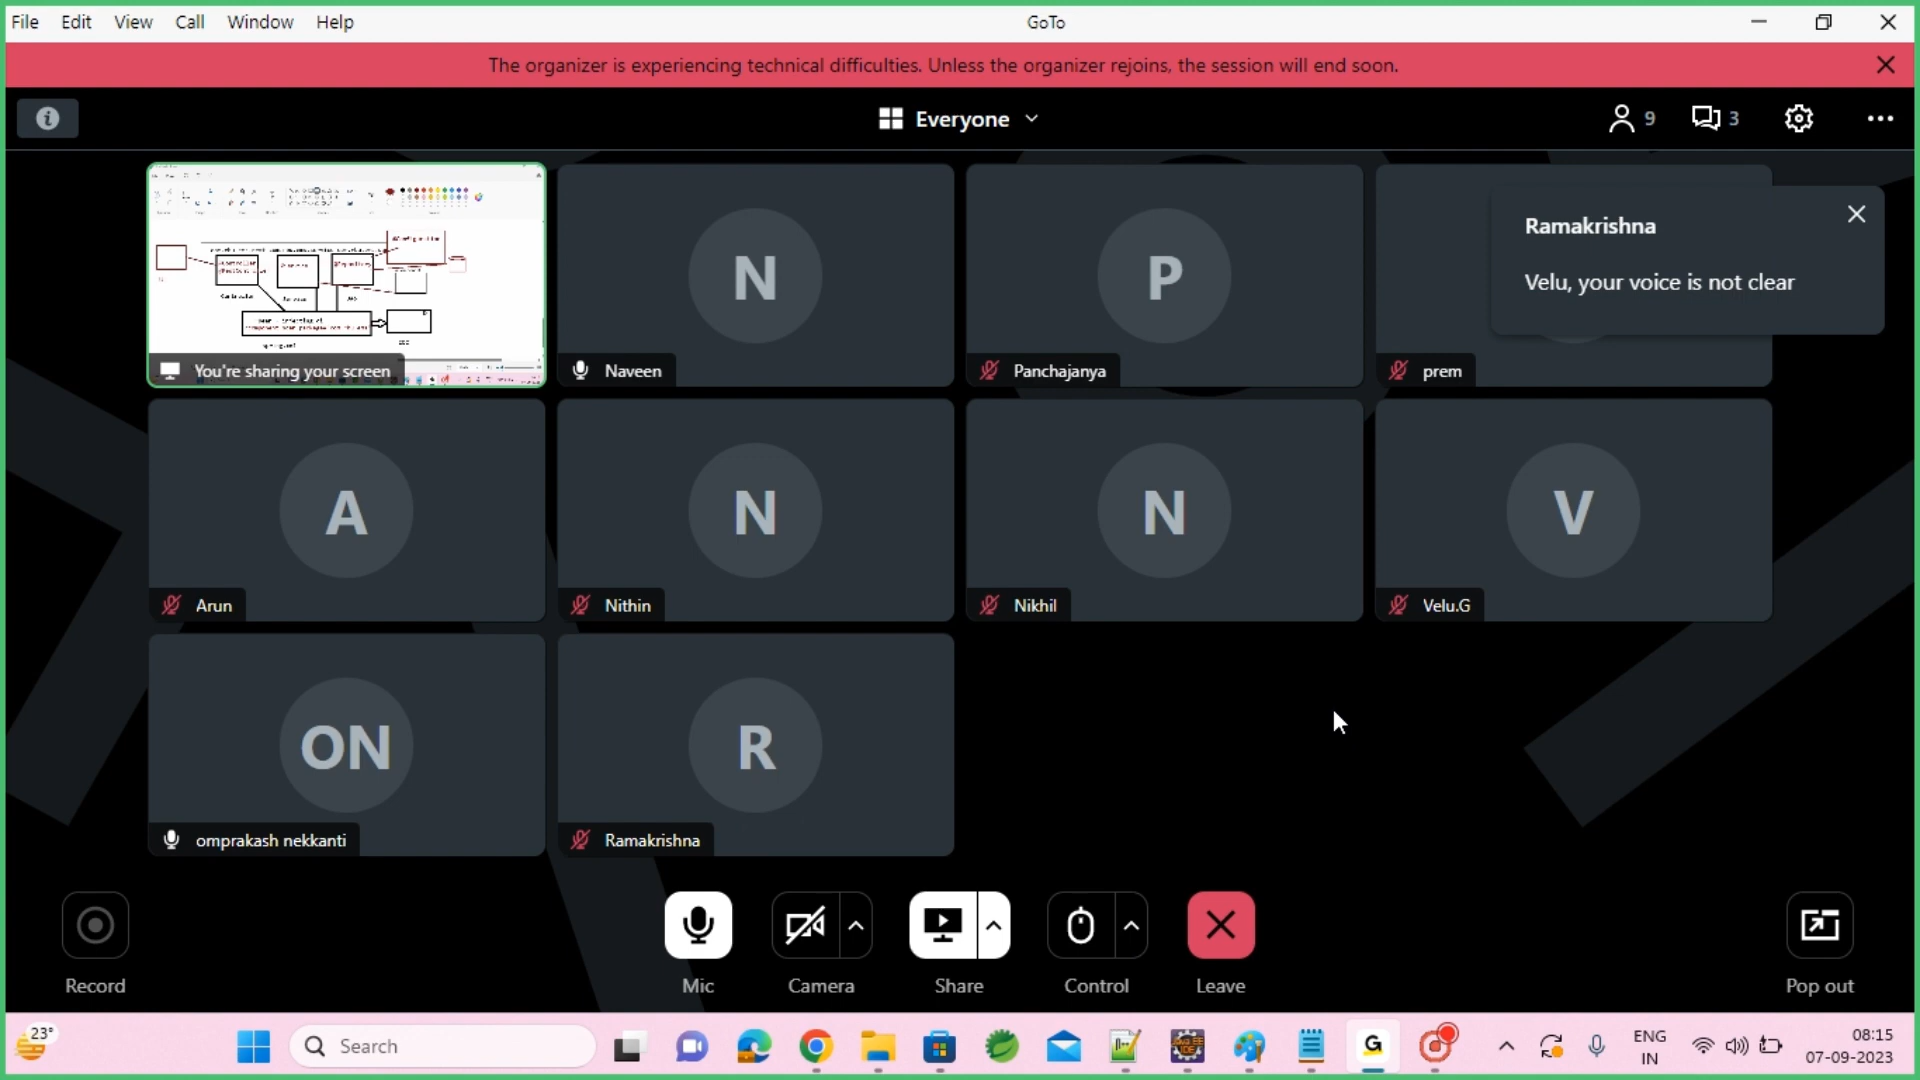 File Edit View Call Window Help
GoTo
The organizer is experiencing technical difficulties. Unless the organizer rejoins, the session will end soon.
Everyone
9
3
Ramakrishna
Velu, your voice is not clear
You're sharing your screen
N
Naveen
P
Panchajanya
prem
A
Arun
N
Nithin
N
Nikhil
V
Velu.G
ON
omprakash nekkanti
R
Ramakrishna
Record
Mic
Camera
Share
Control
Leave
Pop out
23°
Search
G
ENG
IN
08:15
07-09-2023